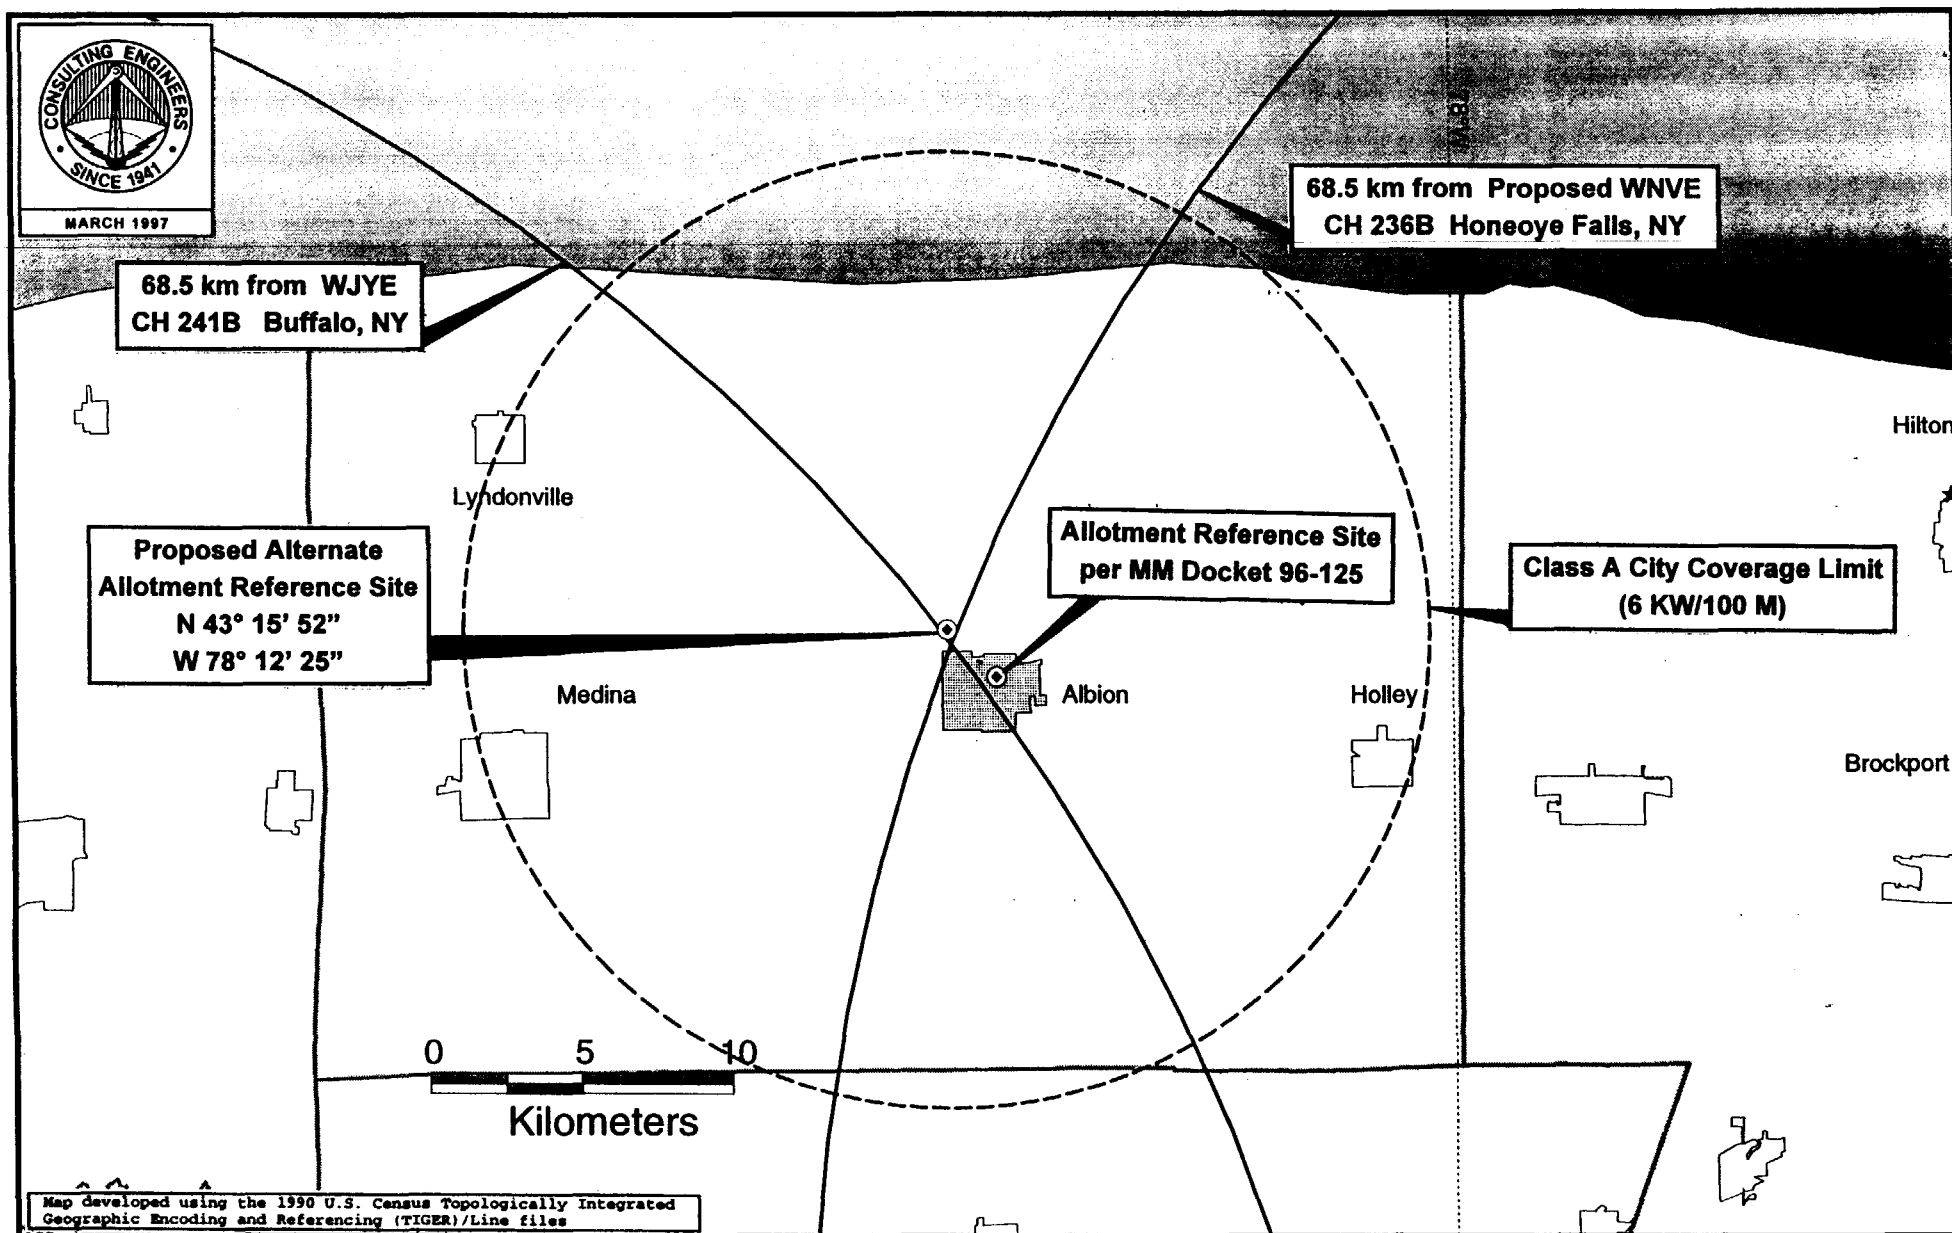 CONSULTING ENGINEERS
SINCE 1941
MARCH 1997
78° W
68.5 km from Proposed WNVE
CH 236B Honeoye Falls, NY
68.5 km from WJYE
CH 241B Buffalo, NY
Hilton
Lyndonville
Proposed Alternate
Allotment Reference Site
N 43° 15’ 52”
W 78° 12’ 25”
Allotment Reference Site
per MM Docket 96-125
Class A City Coverage Limit
(6 KW/100 M)
Medina
Albion
Holley
Brockport
0 5 10
Kilometers
Map developed using the 1990 U.S. Census Topologically Integrated
Geographic Encoding and Referencing (TIGER)/Line files